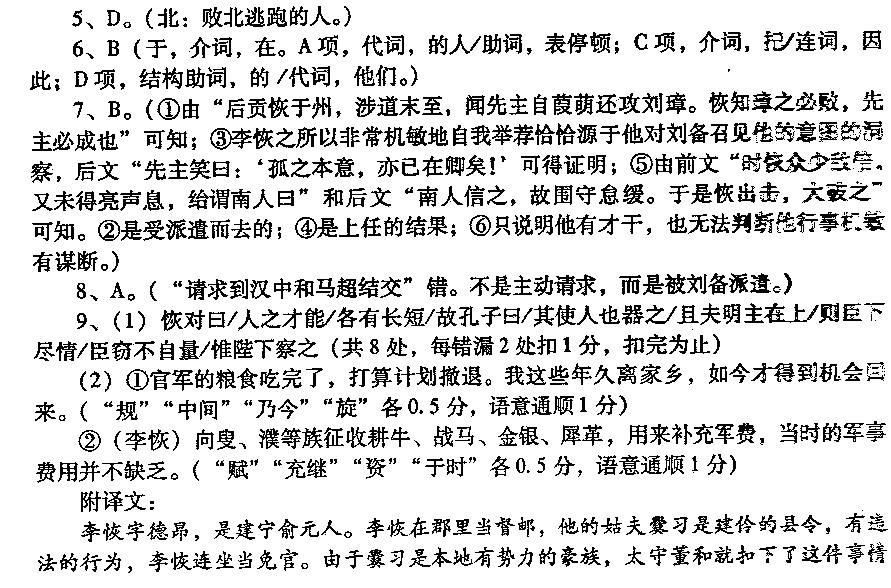 5、D。(北：败北逃跑的人。)
6、B（于，介词，在。A项，代词，的人/助词，表停顿；C项，介词，把/连词，因
此；D项，结构助词，的 /代词，他们。)
7、B。(①由“后贡恢于州，涉道未至，闻先主自葭萌还攻刘璋。恢知璋之必败，先
主必成也”可知；③李恢之所以非常机敏地自我举荐恰恰源于他对刘备召见他的意图的洞
察，后文“先主笑曰：‘孤之本意，亦已在卿矣！’可得证明；⑤由前文“时恢众少敌倍，
又未得亮声息，绐谓南人曰”和后文“南人信之，故围守怠缓。于是恢出击，大破之”
可知。②是受派遣而去的；④是上任的结果；⑥只说明他有才干，也无法判断他行事机敏
有谋断。)
8、A。(“请求到汉中和马超结交”错。不是主动请求，而是被刘备派遣。)
9、(1) 恢对曰/人之才能/各有长短/故孔子曰/其使人也器之/且夫明主在上/则臣下
尽情/臣窃不自量/惟陛下察之（共8处，每错漏2处扣1分，扣完为止）
(2) ①官军的粮食吃完了，打算计划撤退。我这些年久离家乡，如今才得到机会回
来。(“规”“中间”“乃今”“旋”各0.5分，语意通顺1分)
②（李恢）向叟、濮等族征收耕牛、战马、金银、犀革，用来补充军费，当时的军事
费用并不缺乏。(“赋”“充继”“资”“于时”各0.5分，语意通顺1分)
附译文：
李恢字德昂，是建宁俞元人。李恢在郡里当督邮，他的姑夫爨习是建伶的县令，有违
法的行为，李恢连坐当免官。由于爨习是本地有势力的豪族，太守董和就扣下了这件事情